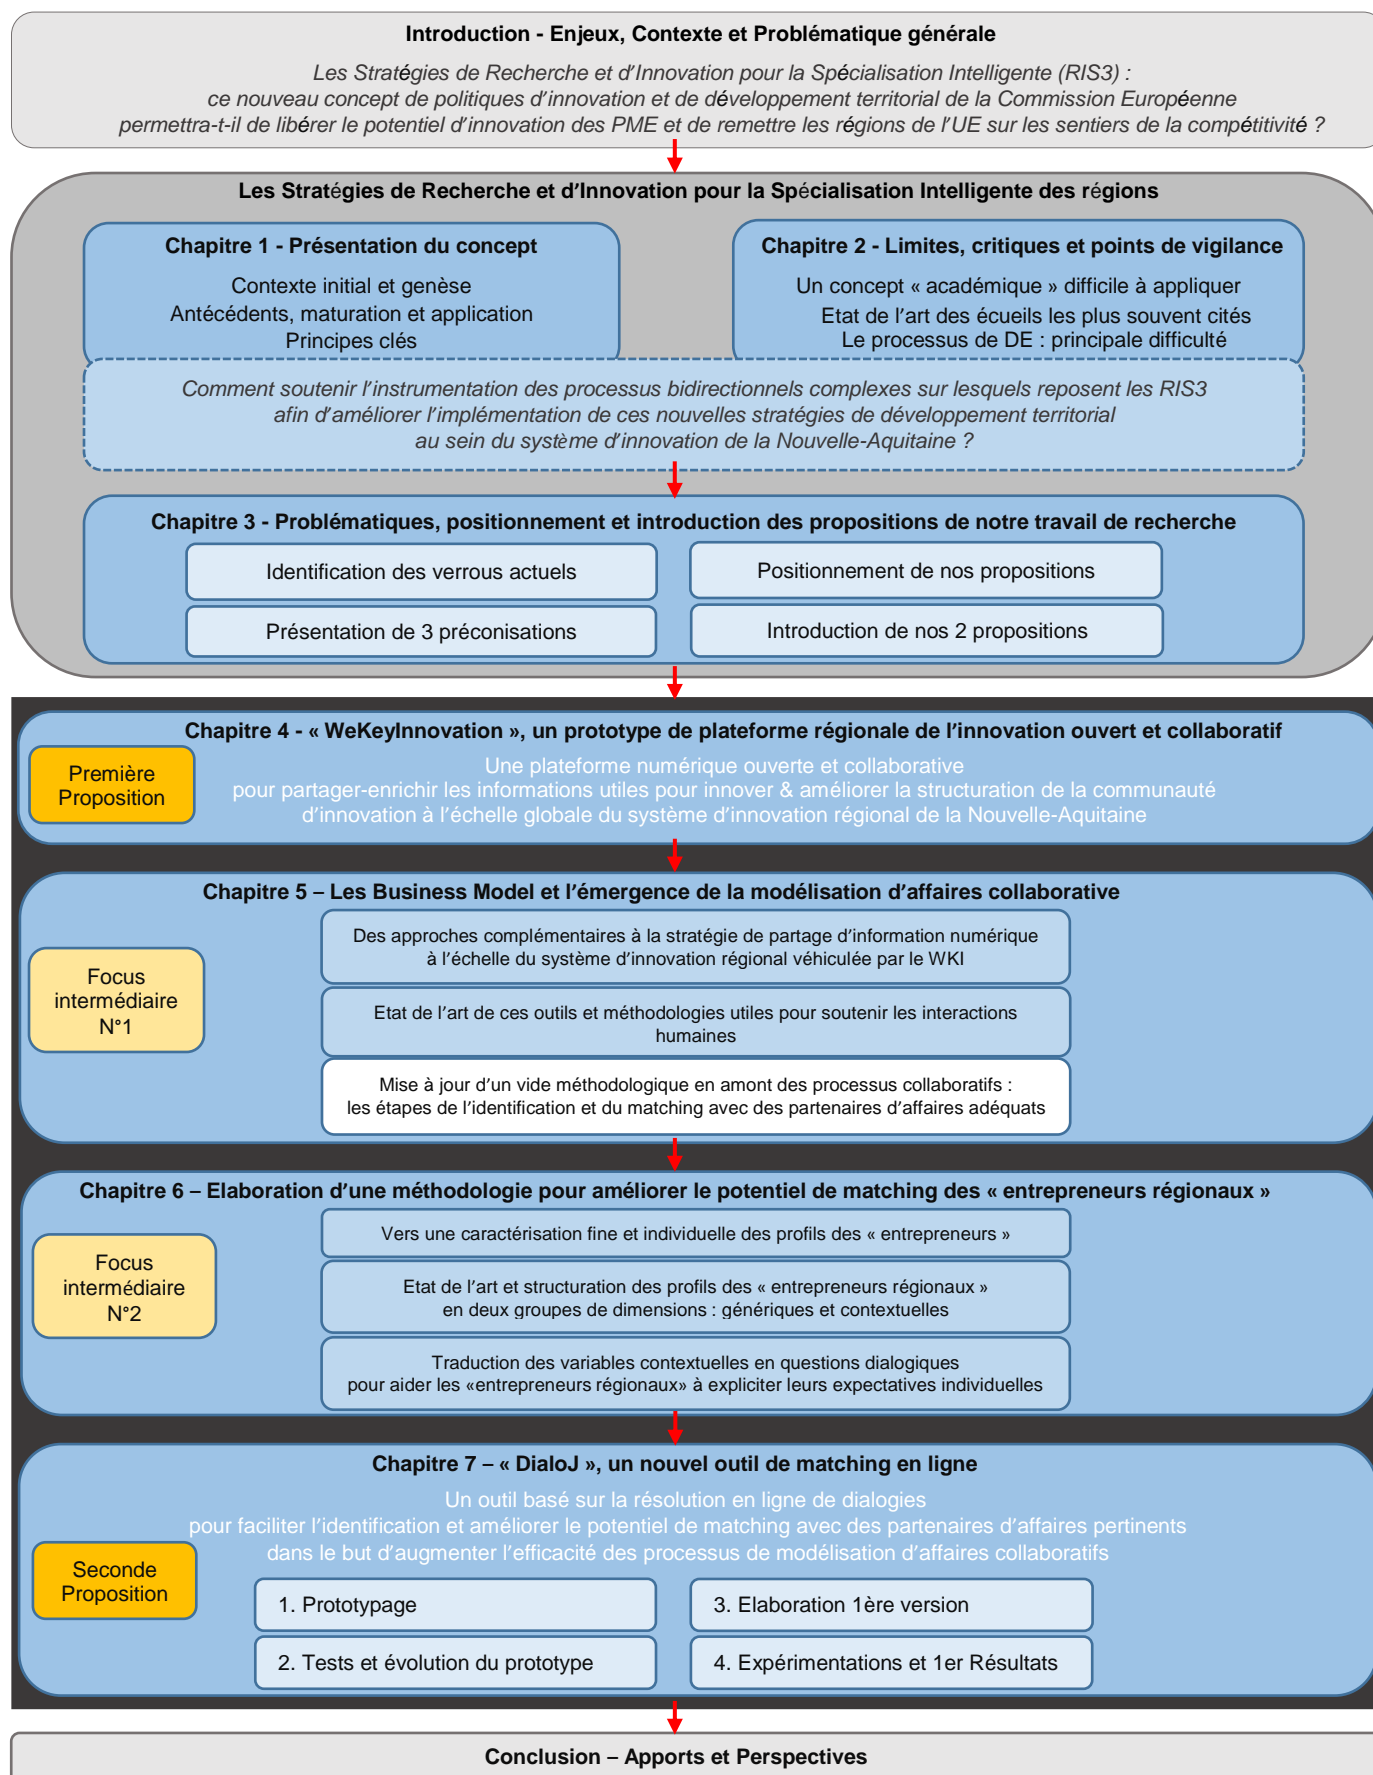 Introduction - Enjeux, Contexte et Problématique générale
Les Stratégies de Recherche et d'Innovation pour la Spécialisation Intelligente (RIS3) :
ce nouveau concept de politiques d'innovation et de développement territorial de la Commission Européenne
permettra-t-il de libérer le potentiel d'innovation des PME et de remettre les régions de l'UE sur les sentiers de la compétitivité ?
Les Stratégies de Recherche et d'Innovation pour la Spécialisation Intelligente des régions
Chapitre 1 - Présentation du concept
Contexte initial et genèse
Antécédents, maturation et application
Principes clés
Chapitre 2 - Limites, critiques et points de vigilance
Un concept « académique » difficile à appliquer
Etat de l'art des écueils les plus souvent cités
Le processus de DE : principale difficulté
Comment soutenir l'instrumentation des processus bidirectionnels complexes sur lesquels reposent les RIS3
afin d'améliorer l'implémentation de ces nouvelles stratégies de développement territorial
au sein du système d'innovation de la Nouvelle-Aquitaine ?
Chapitre 3 - Problématiques, positionnement et introduction des propositions de notre travail de recherche
Identification des verrous actuels
Positionnement de nos propositions
Présentation de 3 préconisations
Introduction de nos 2 propositions
Chapitre 4 - « WeKeyInnovation », un prototype de plateforme régionale de l'innovation ouvert et collaboratif
Première
Proposition
Une plateforme numérique ouverte et collaborative
pour partager-enrichir les informations utiles pour innover & améliorer la structuration de la communauté
d'innovation à l'échelle globale du système d'innovation régional de la Nouvelle-Aquitaine
Chapitre 5 – Les Business Model et l'émergence de la modélisation d'affaires collaborative
Focus
intermédiaire
N°1
Des approches complémentaires à la stratégie de partage d'information numérique
à l'échelle du système d'innovation régional véhiculée par le WKI
Etat de l'art de ces outils et méthodologies utiles pour soutenir les interactions
humaines
Mise à jour d'un vide méthodologique en amont des processus collaboratifs :
les étapes de l'identification et du matching avec des partenaires d'affaires adéquats
Chapitre 6 – Elaboration d'une méthodologie pour améliorer le potentiel de matching des « entrepreneurs régionaux »
Focus
intermédiaire
N°2
Vers une caractérisation fine et individuelle des profils des « entrepreneurs »
Etat de l'art et structuration des profils des « entrepreneurs régionaux »
en deux groupes de dimensions : génériques et contextuelles
Traduction des variables contextuelles en questions dialogiques
pour aider les «entrepreneurs régionaux» à expliciter leurs expectatives individuelles
Chapitre 7 – « DialoJ », un nouvel outil de matching en ligne
Un outil basé sur la résolution en ligne de dialogies
pour faciliter l'identification et améliorer le potentiel de matching avec des partenaires d'affaires pertinents
dans le but d'augmenter l'efficacité des processus de modélisation d'affaires collaboratifs
Seconde
Proposition
1. Prototypage
3. Elaboration 1ère version
2. Tests et évolution du prototype
4. Expérimentations et 1er Résultats
Conclusion – Apports et Perspectives